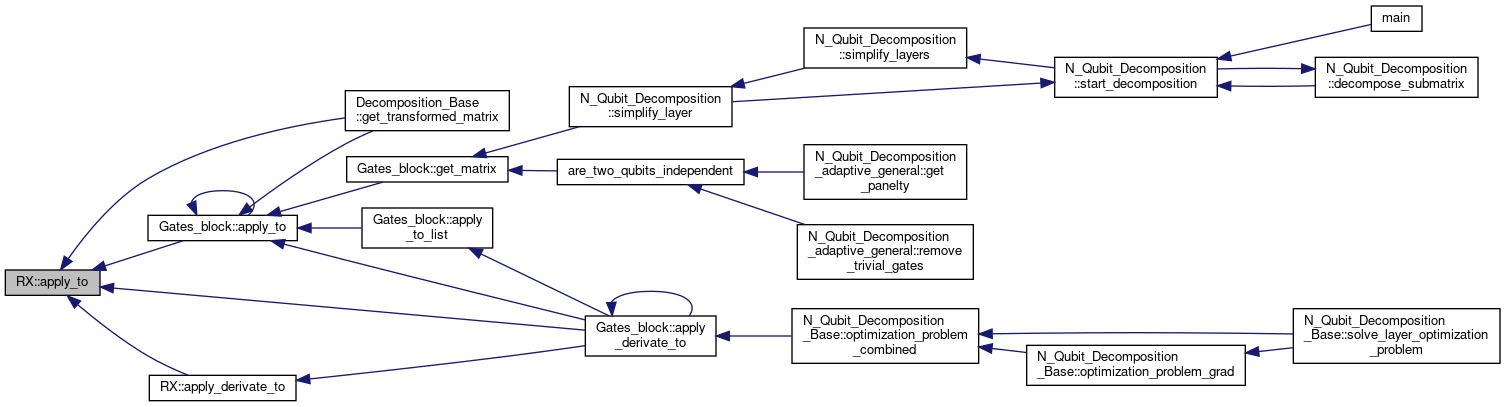 main
N_Qubit_Decomposition
::simplify_layers
N_Qubit_Decomposition
::start_decomposition
N_Qubit_Decomposition
::decompose_submatrix
Decomposition_Base
::get_transformed_matrix
N_Qubit_Decomposition
::simplify_layer
Gates_block::get_matrix
are_two_qubits_independent
N_Qubit_Decomposition
_adaptive_general::get
_panelty
Gates_block::apply_to
Gates_block::apply
_to_list
N_Qubit_Decomposition
_adaptive_general::remove
_trivial_gates
RX::apply_to
Gates_block::apply
_derivate_to
N_Qubit_Decomposition
_Base::optimization_problem
_combined
N_Qubit_Decomposition
_Base::solve_layer_optimization
_problem
N_Qubit_Decomposition
_Base::optimization_problem_grad
RX::apply_derivate_to